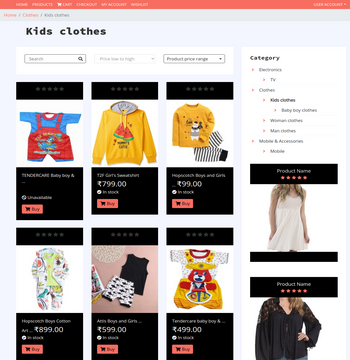 HOME PRODUCTS CART CHECKOUT MY ACCOUNT WISHLIST USER ACCOUNT
Home / Clothes / Kids clothes
Kids clothes
Search
Price low to high
Product price range
TENDERCARE Baby boy &
...
Unavailable
Buy
T2F Girl's Sweatshirt
₹799.00
In stock
Buy
Hopscotch Boys and Girls
.. ₹99.00
In stock
Buy
Hopscotch Boys Cotton
Art... ₹899.00
In stock
Buy
Attis Boys and Girls ...
₹599.00
In stock
Buy
Tendercare baby boy & ...
₹499.00
In stock
Buy
Category
Electronics
TV
Clothes
Kids clothes
Baby boy clothes
Woman clothes
Man clothes
Mobile & Accessories
Mobile
Product Name
Product Name